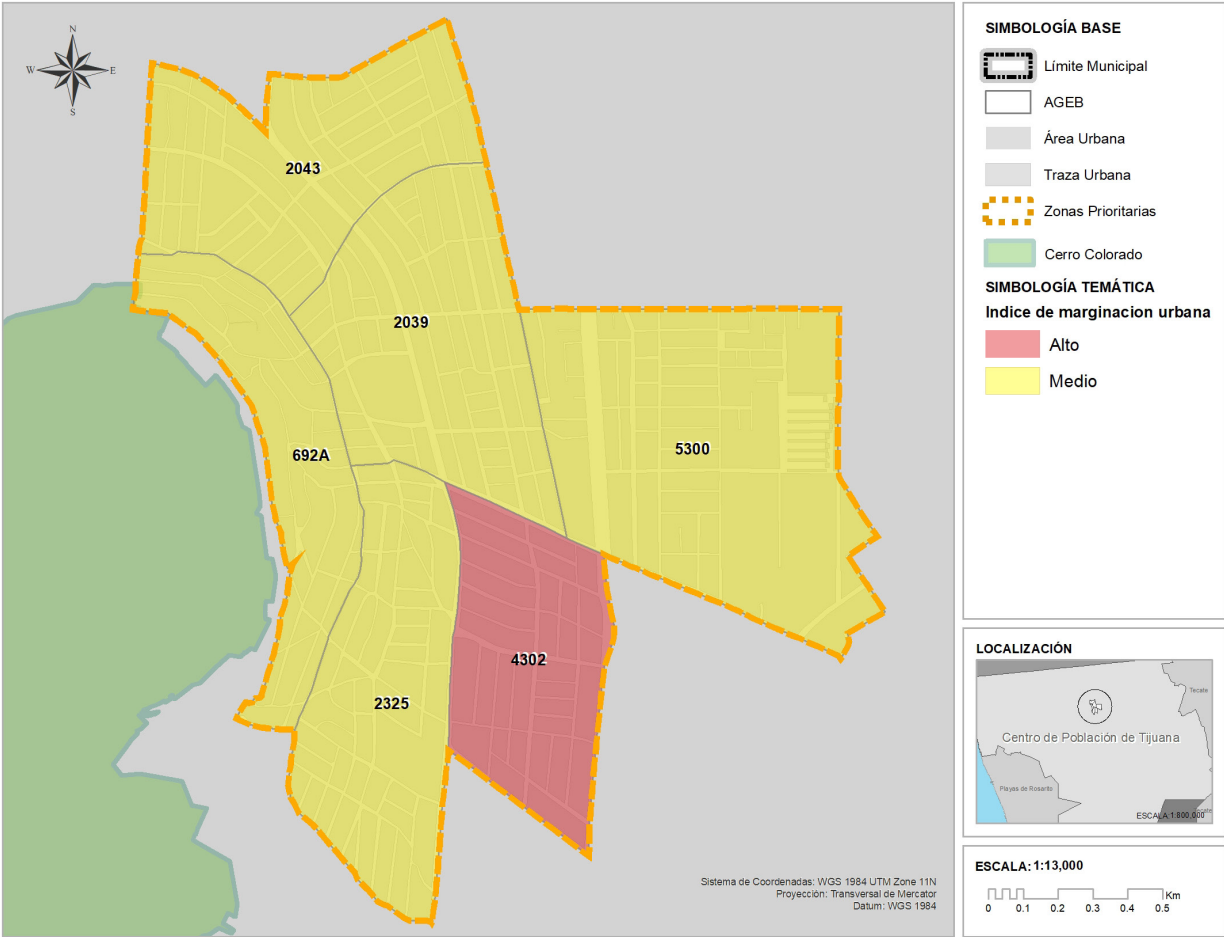 N
W
E
S
2043
2039
692A
5300
4302
2325
Sistema de Coordenadas: WGS 1984 UTM Zone 11N
Proyección: Transversal de Mercator
Datum: WGS 1984
SIMBOLOGÍA BASE
Límite Municipal
AGEB
Área Urbana
Traza Urbana
Zonas Prioritarias
Cerro Colorado
SIMBOLOGÍA TEMÁTICA
Indice de marginacion urbana
Alto
Medio
LOCALIZACIÓN
Tecate
Centro de Población de Tijuana
Playas de Rosarito
ESCALA 1:800,000
ESCALA: 1:13,000
Km
0 0.1 0.2 0.3 0.4 0.5